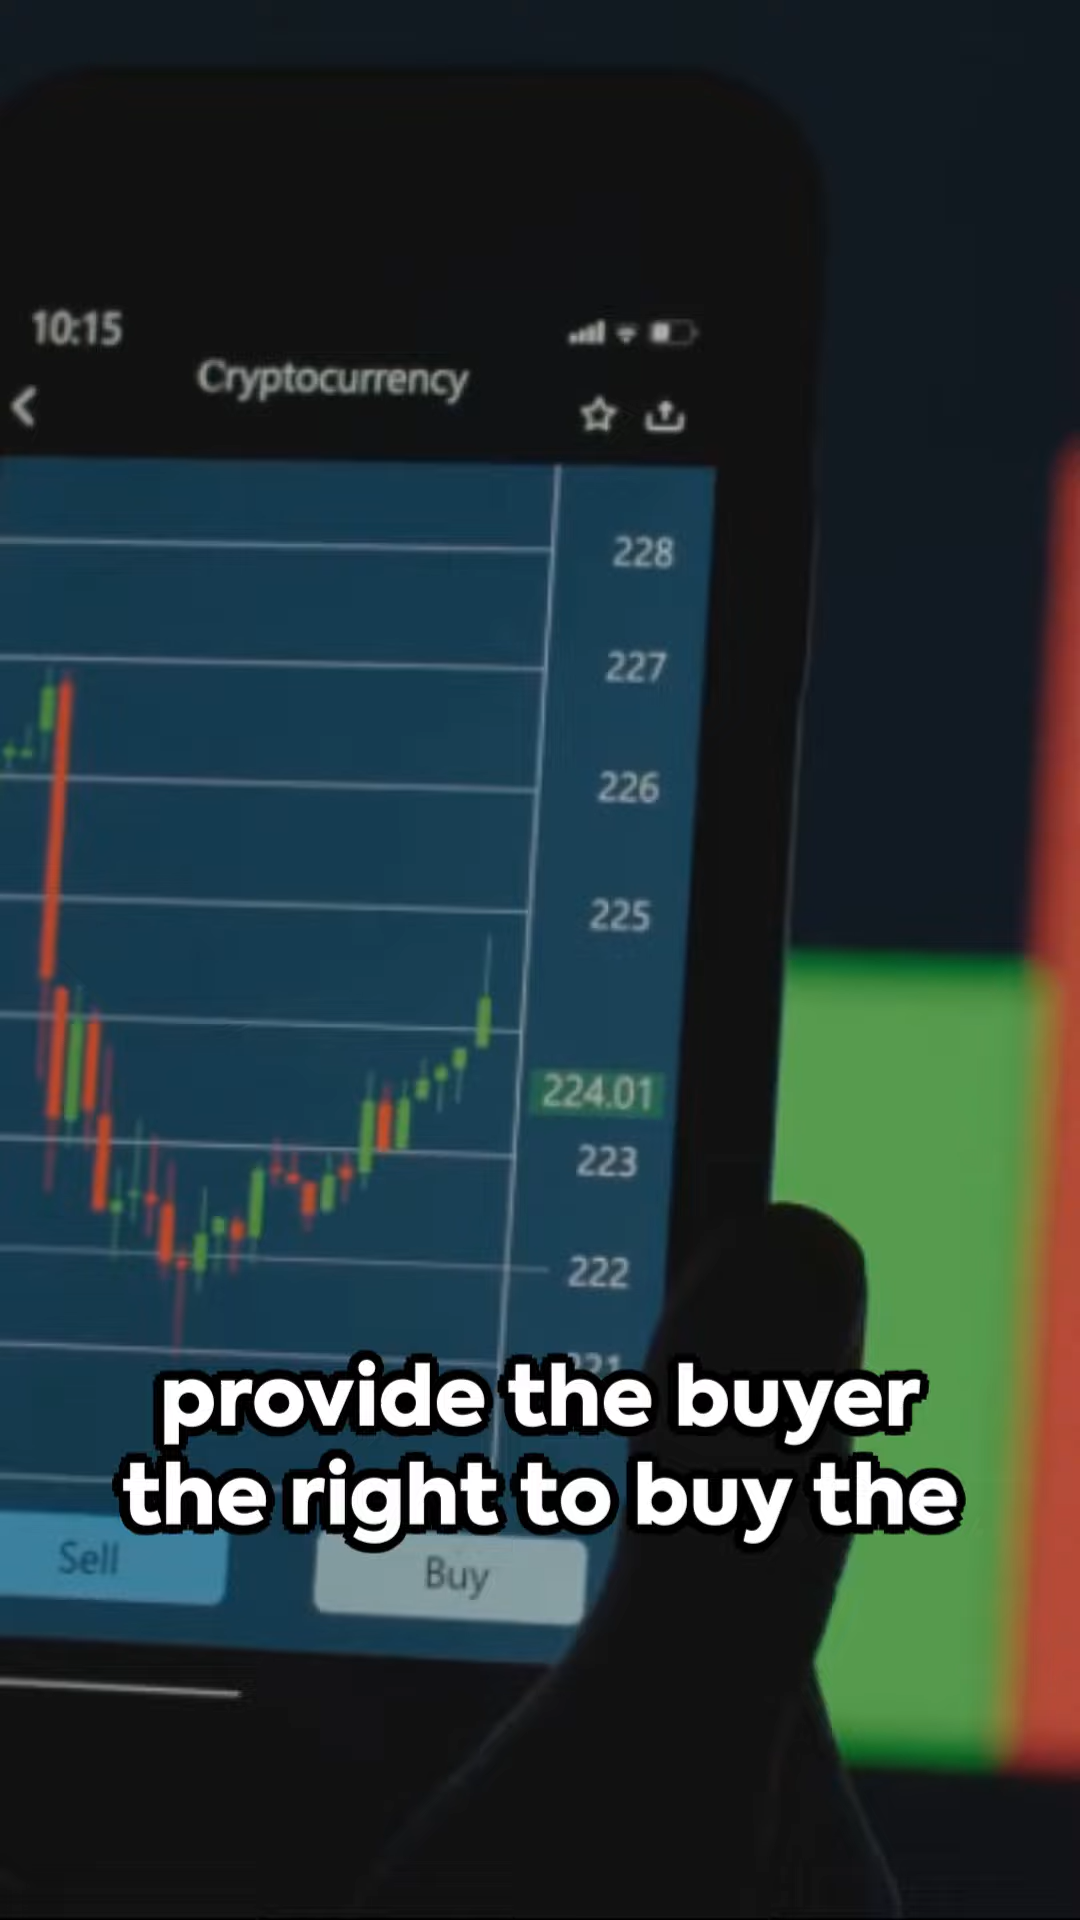 10:15
Cryptocurrency
228
227
226
225
224.01
223
222
provide the buyer
the right to buy the
Sell
Buy